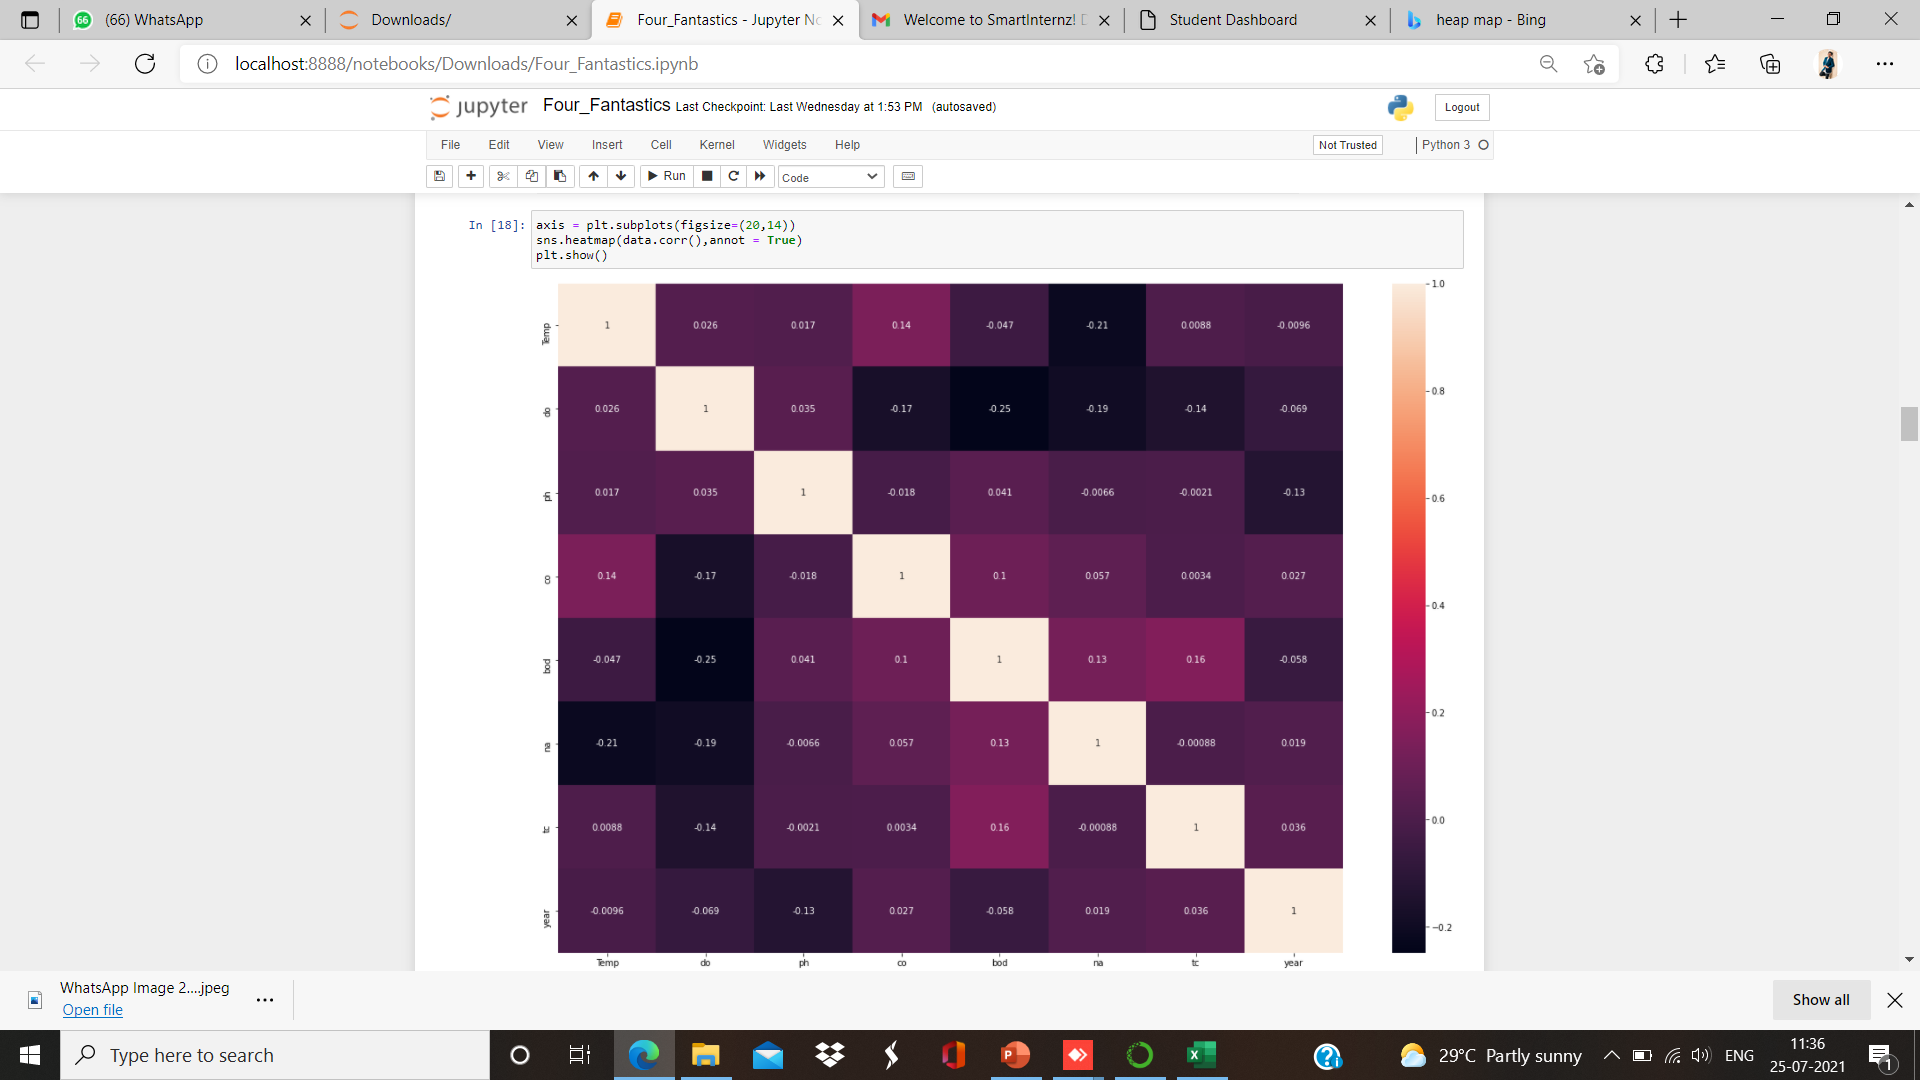 (66) WhatsApp
Downloads/
Four_Fantastics - Jupyter No
Welcome to SmartInternz! D
Student Dashboard
heap map - Bing
localhost:8888/notebooks/Downloads/Four_Fantastics.ipynb
jupyter Four_Fantastics Last Checkpoint: Last Wednesday at 1:53 PM (autosaved)
Logout
File Edit View Insert Cell Kernel Widgets Help
Not Trusted
Python 3
Run
Code
In [18]: axis = plt.subplots(figsize=(20,14))
sns.heatmap(data.corr(),annot = True)
plt.show()
Temp 1 0.026 0.017 0.14 -0.047 -0.21 0.0088 -0.0096
do 0.026 1 0.035 -0.17 -0.25 -0.19 -0.14 -0.069
ph 0.017 0.035 1 -0.018 0.041 -0.0066 -0.0021 -0.13
co 0.14 -0.17 -0.018 1 0.1 0.057 0.0034 0.027
bod -0.047 -0.25 0.041 0.1 1 0.13 0.16 -0.058
na -0.21 -0.19 -0.0066 0.057 0.13 1 -0.00088 0.019
tc 0.0088 -0.14 -0.0021 0.0034 0.16 -0.00088 1 0.036
year -0.0096 -0.069 -0.13 0.027 -0.058 0.019 0.036 1
Temp do ph co bod na tc year
1.0
0.8
0.6
0.4
0.2
0.0
-0.2
WhatsApp Image 2....jpeg
Open file
Show all
Type here to search
29°C Partly sunny
ENG
11:36
25-07-2021
1